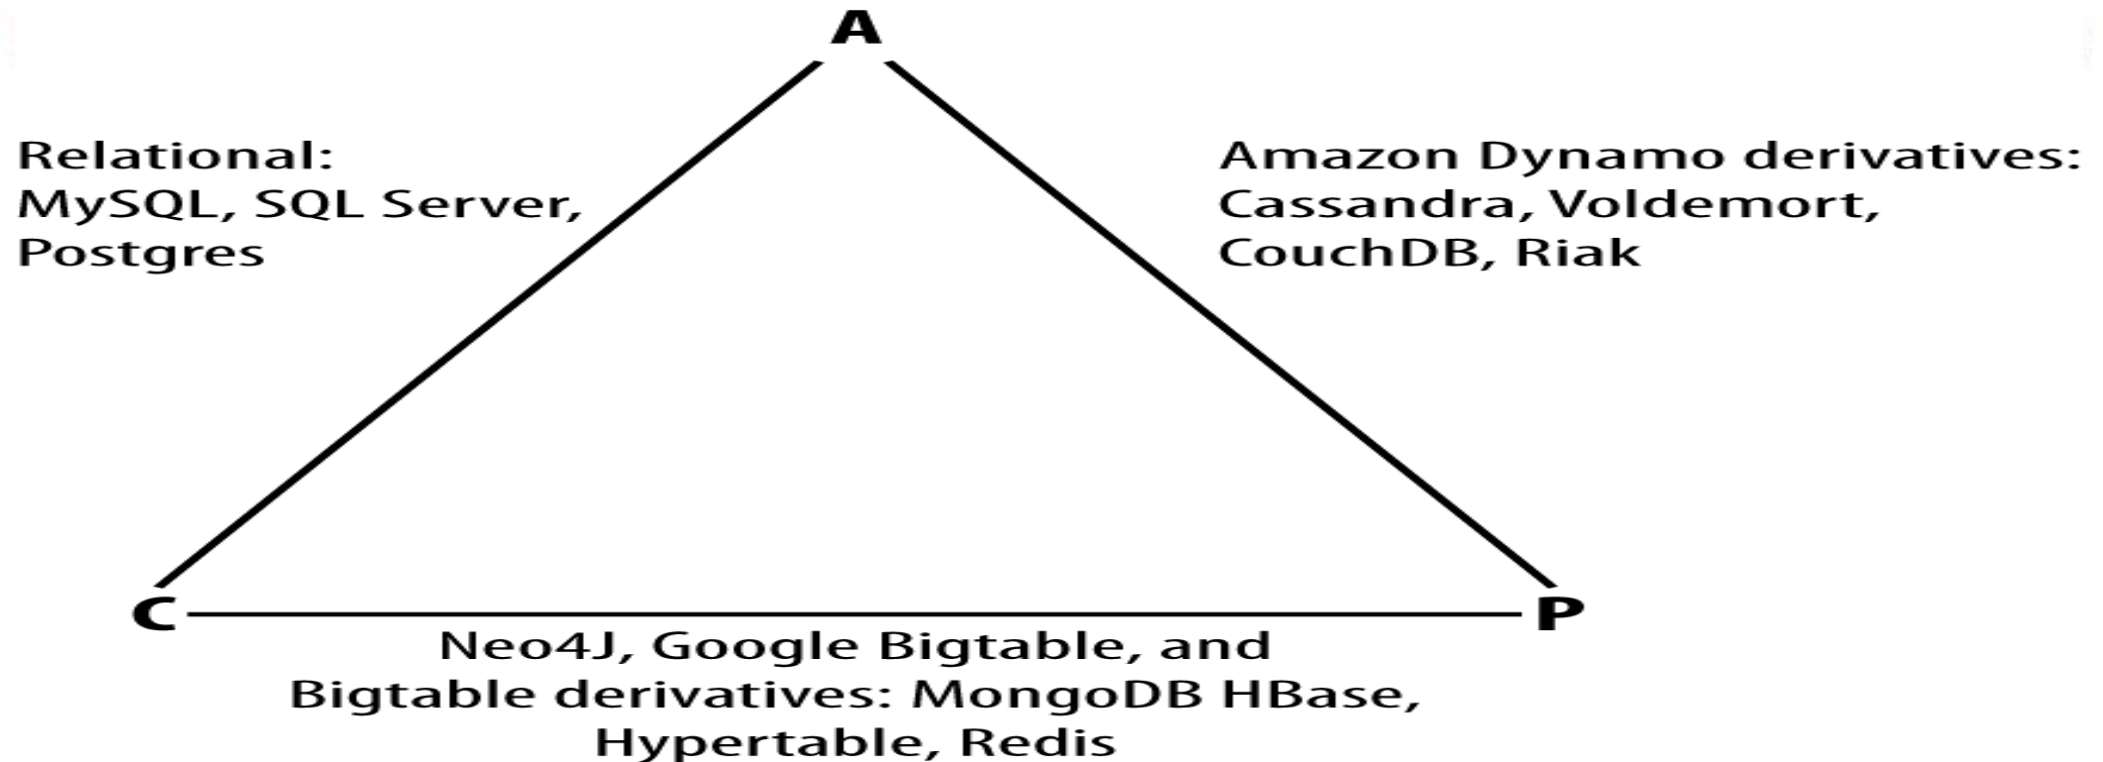 A
Relational:
MySQL, SQL Server,
Postgres
Amazon Dynamo derivatives:
Cassandra, Voldemort,
CouchDB, Riak
C
P
Neo4J, Google Bigtable, and
Bigtable derivatives: MongoDB HBase,
Hypertable, Redis